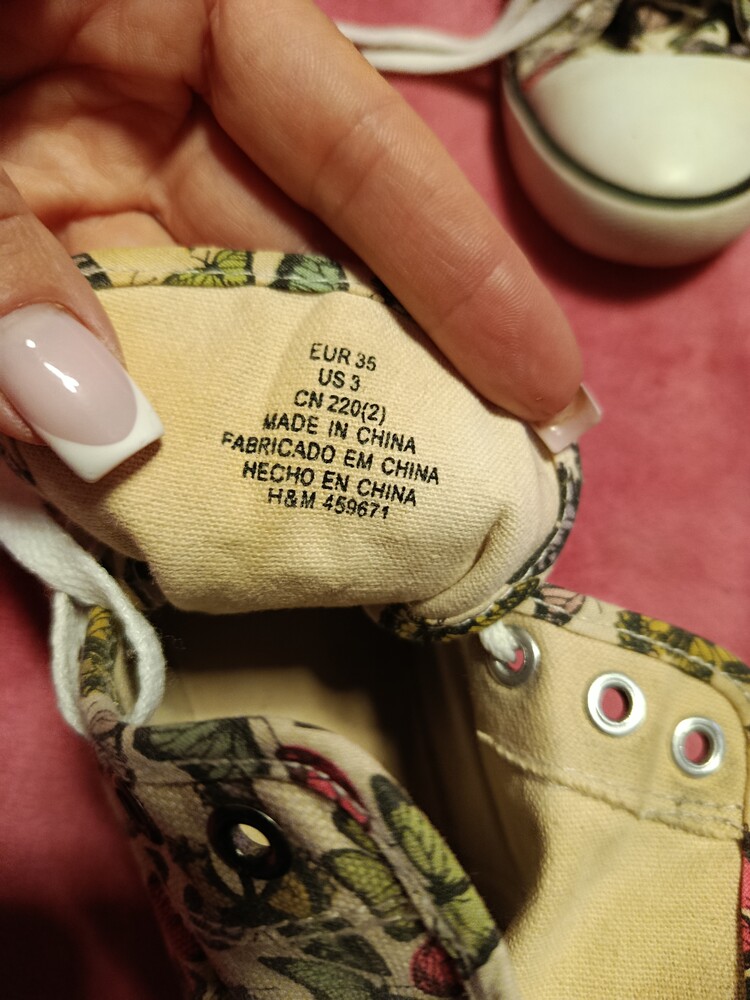 EUR 35
US 3
CN 220(2)
MADE IN CHINA
FABRICADO EM CHINA
HECHO EN CHINA
H&M 459671